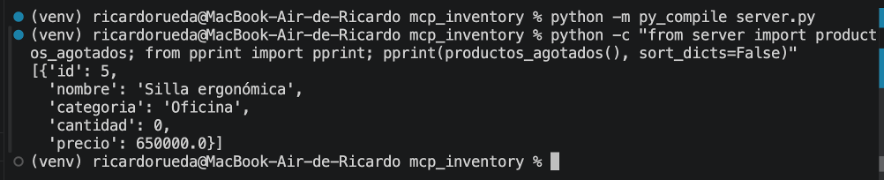 (venv) ricardorueda@MacBook-Air-de-Ricardo mcp_inventory % python -m py_compile server.py
(venv) ricardorueda@MacBook-Air-de-Ricardo mcp_inventory % python -c "from server import product
os_agotados; from pprint import pprint; pprint(productos_agotados(), sort_dicts=False)"
[{'id': 5,
  'nombre': 'Silla ergonómica',
  'categoria': 'Oficina',
  'cantidad': 0,
  'precio': 650000.0}]
(venv) ricardorueda@MacBook-Air-de-Ricardo mcp_inventory %